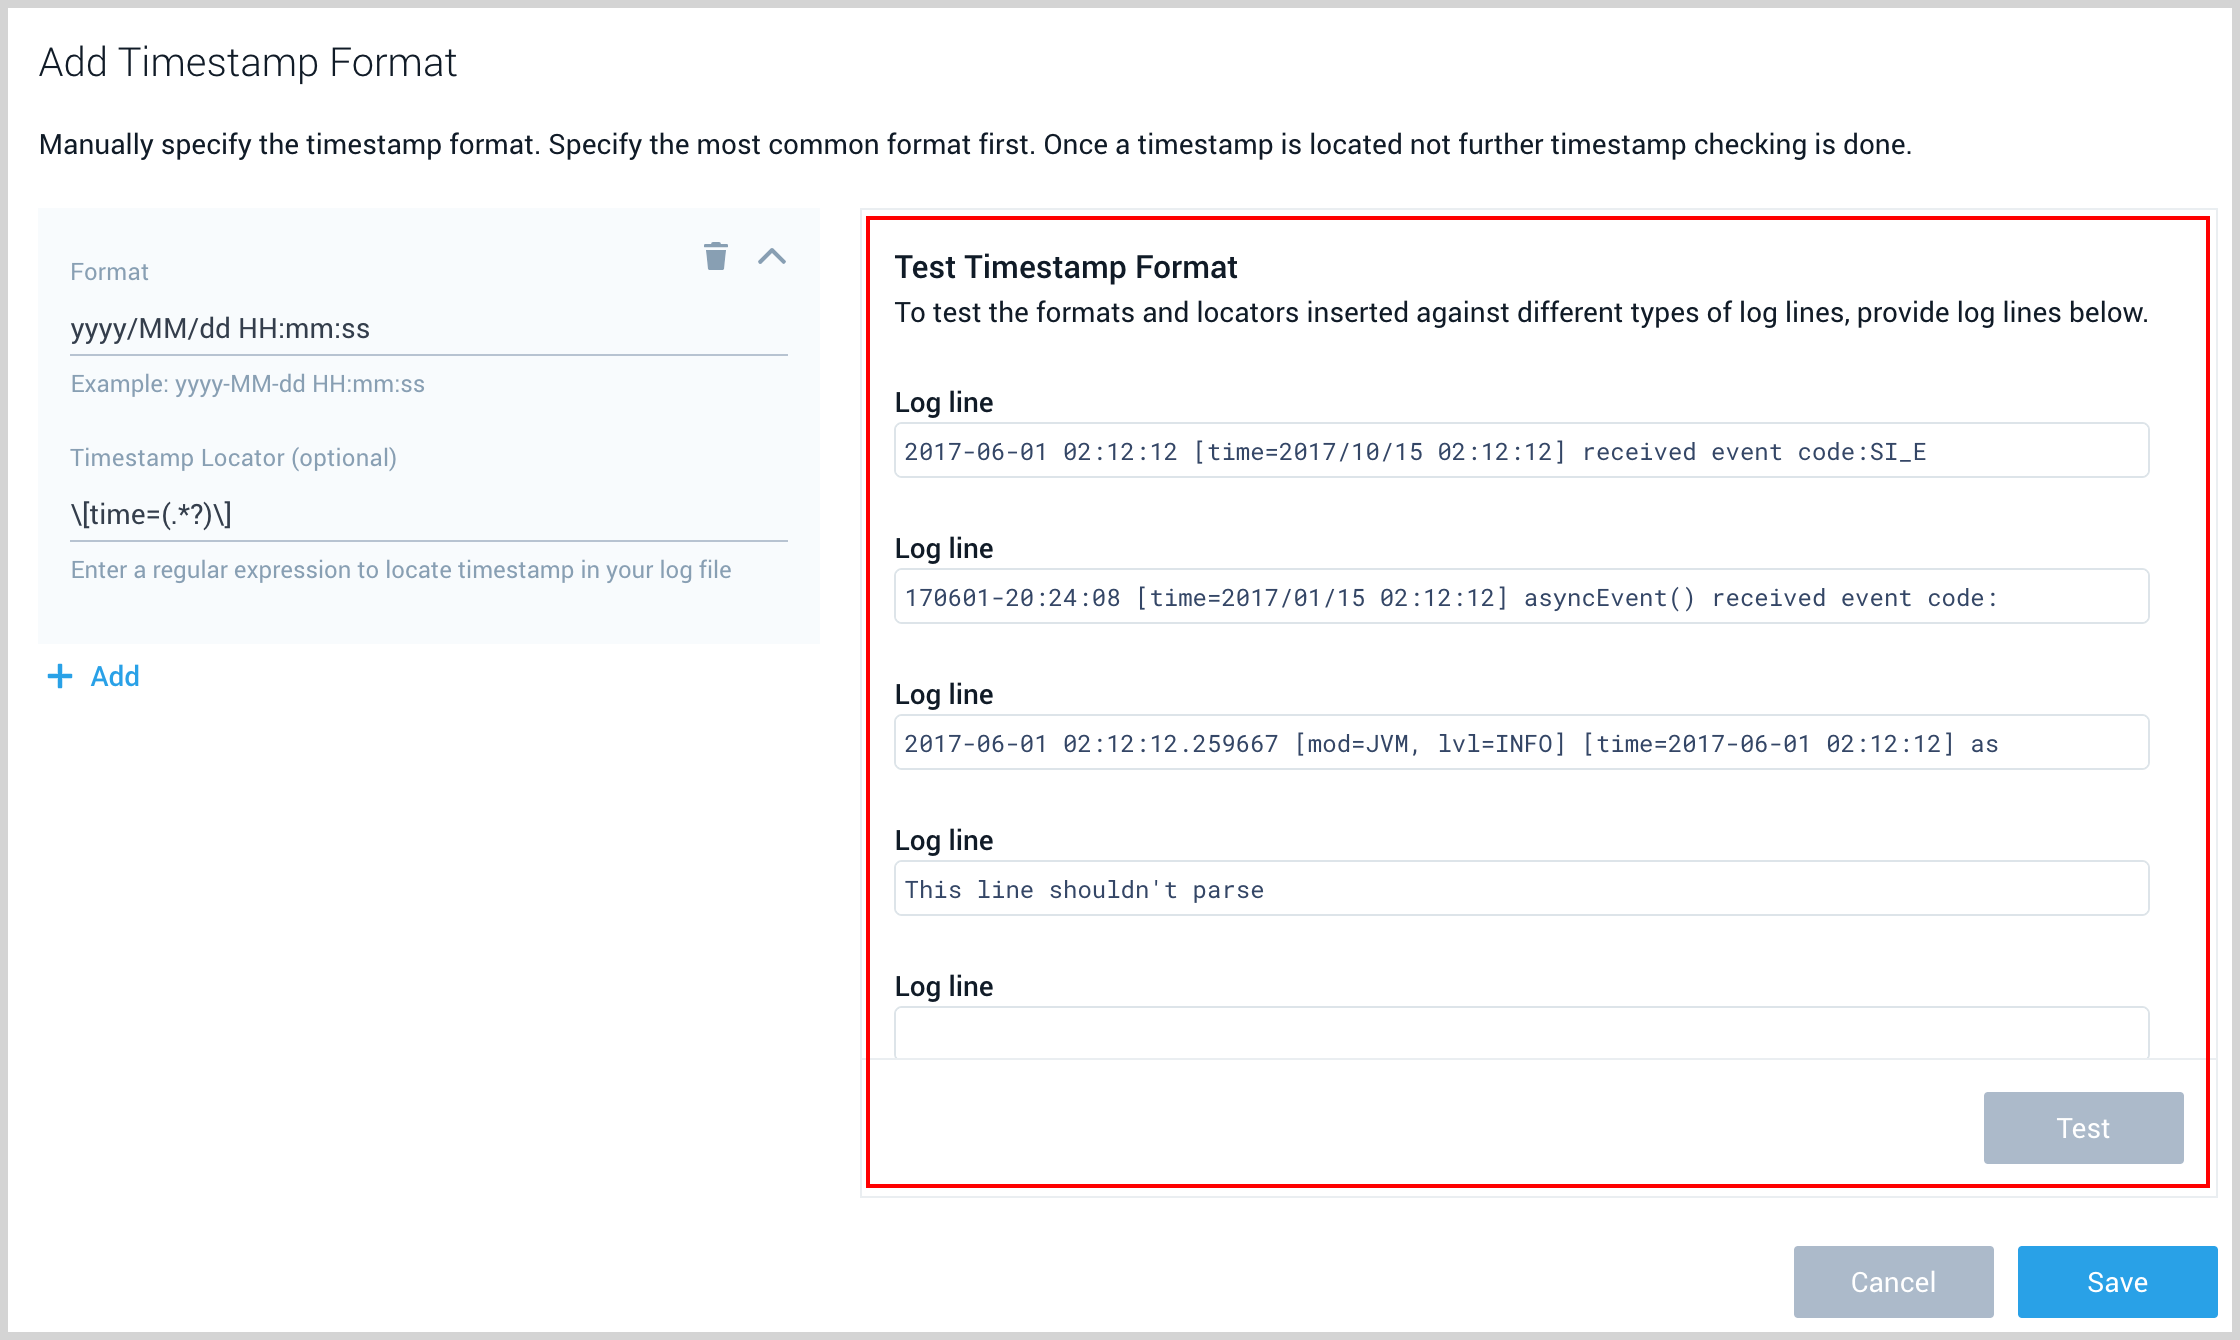 Add Timestamp Format
Manually specify the timestamp format. Specify the most common format first. Once a timestamp is located not further timestamp checking is done.
Format
yyyy/MM/dd HH:mm:ss
Example: yyyy-MM-dd HH:mm:ss
Timestamp Locator (optional)
\[time=(.*?)\]
Enter a regular expression to locate timestamp in your log file
Add
Test Timestamp Format
To test the formats and locators inserted against different types of log lines, provide log lines below.
Log line
2017-06-01 02:12:12 [time=2017/10/15 02:12:12] received event code:SI_E
Log line
170601-20:24:08 [time=2017/01/15 02:12:12] asyncEvent() received event code:
Log line
2017-06-01 02:12:12.259667 [mod=JVM, lvl=INFO] [time=2017-06-01 02:12:12] as
Log line
This line shouldn't parse
Log line
Test
Cancel
Save